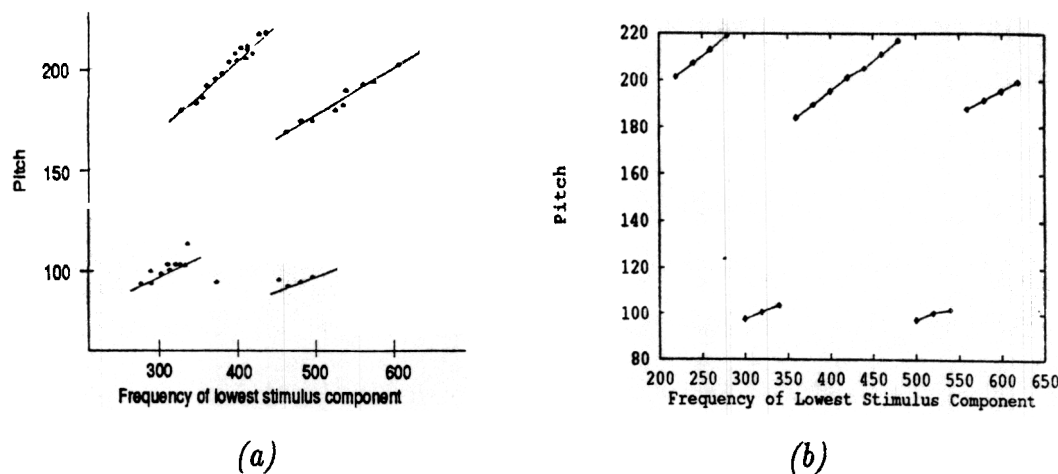 200
100
100
300 400 500 600
Pitch
Frequency of lowest stimulus component
(a)
220
200
180
160
140
120
100
80
200 250 300 350 400 450 500 550 600 650
Pitch
Frequency of Lowest Stimulus Component
(b)